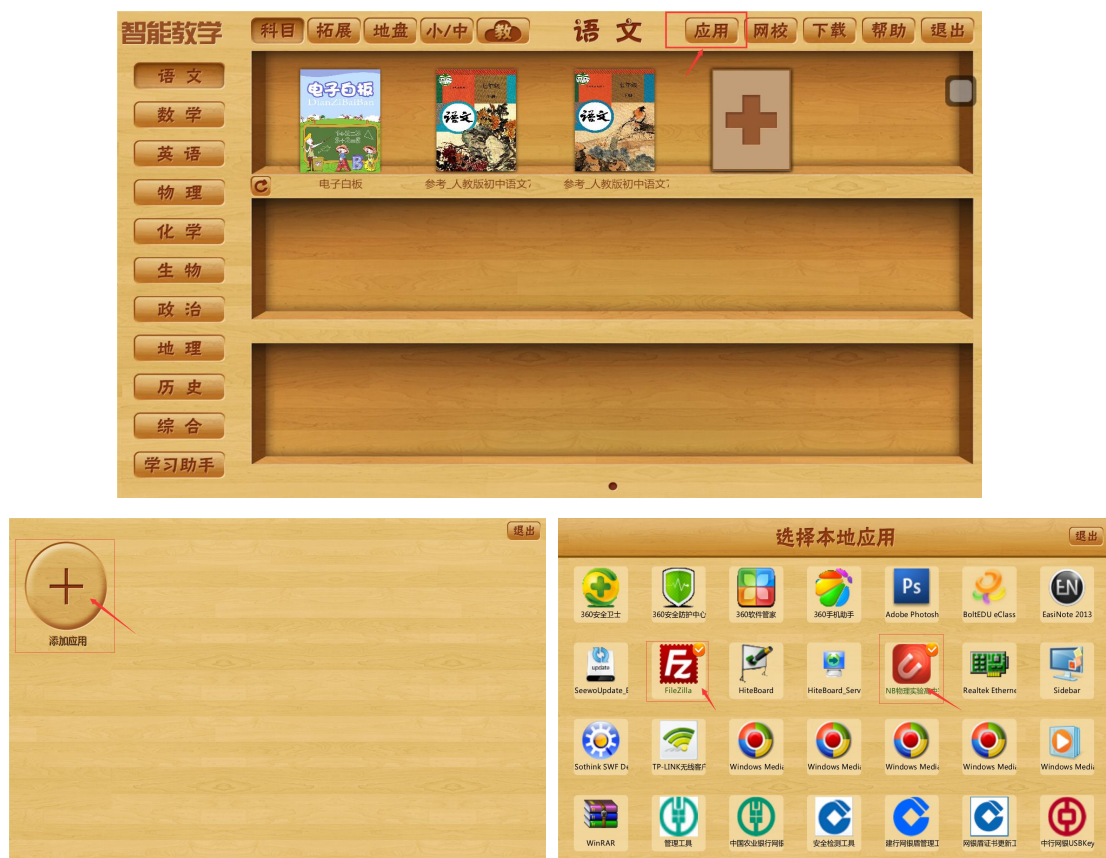 智能教学
科目 拓展 地盘 小/中 教 语文 应用 网校 下载 帮助 退出
语文
数学
英语
物理
化学
生物
政治
地理
历史
综合
学习助手
电子白板
DianZiBaiBan
语文
语文
电子白板 参考_人教版初中语文7 参考_人教版初中语文7
退出
添加应用
选择本地应用 退出
360安全卫士 360安全防护中心 360软件管家 360手机助手 Adobe Photosh BoltEDU eClass EasiNote 2013
SeewoUpdate_E FileZilla HiteBoard HiteBoard_Serv NB物理实验高中 Realtek Etherne Sidebar
Sothink SWF De TP-LINK无线客户 Windows Media Windows Media Windows Media Windows Media Windows Media
WinRAR 管理工具 中国农业银行网银 安全检测工具 建行网银盾管理工 网银盾证书更新工 中行网银USBKey